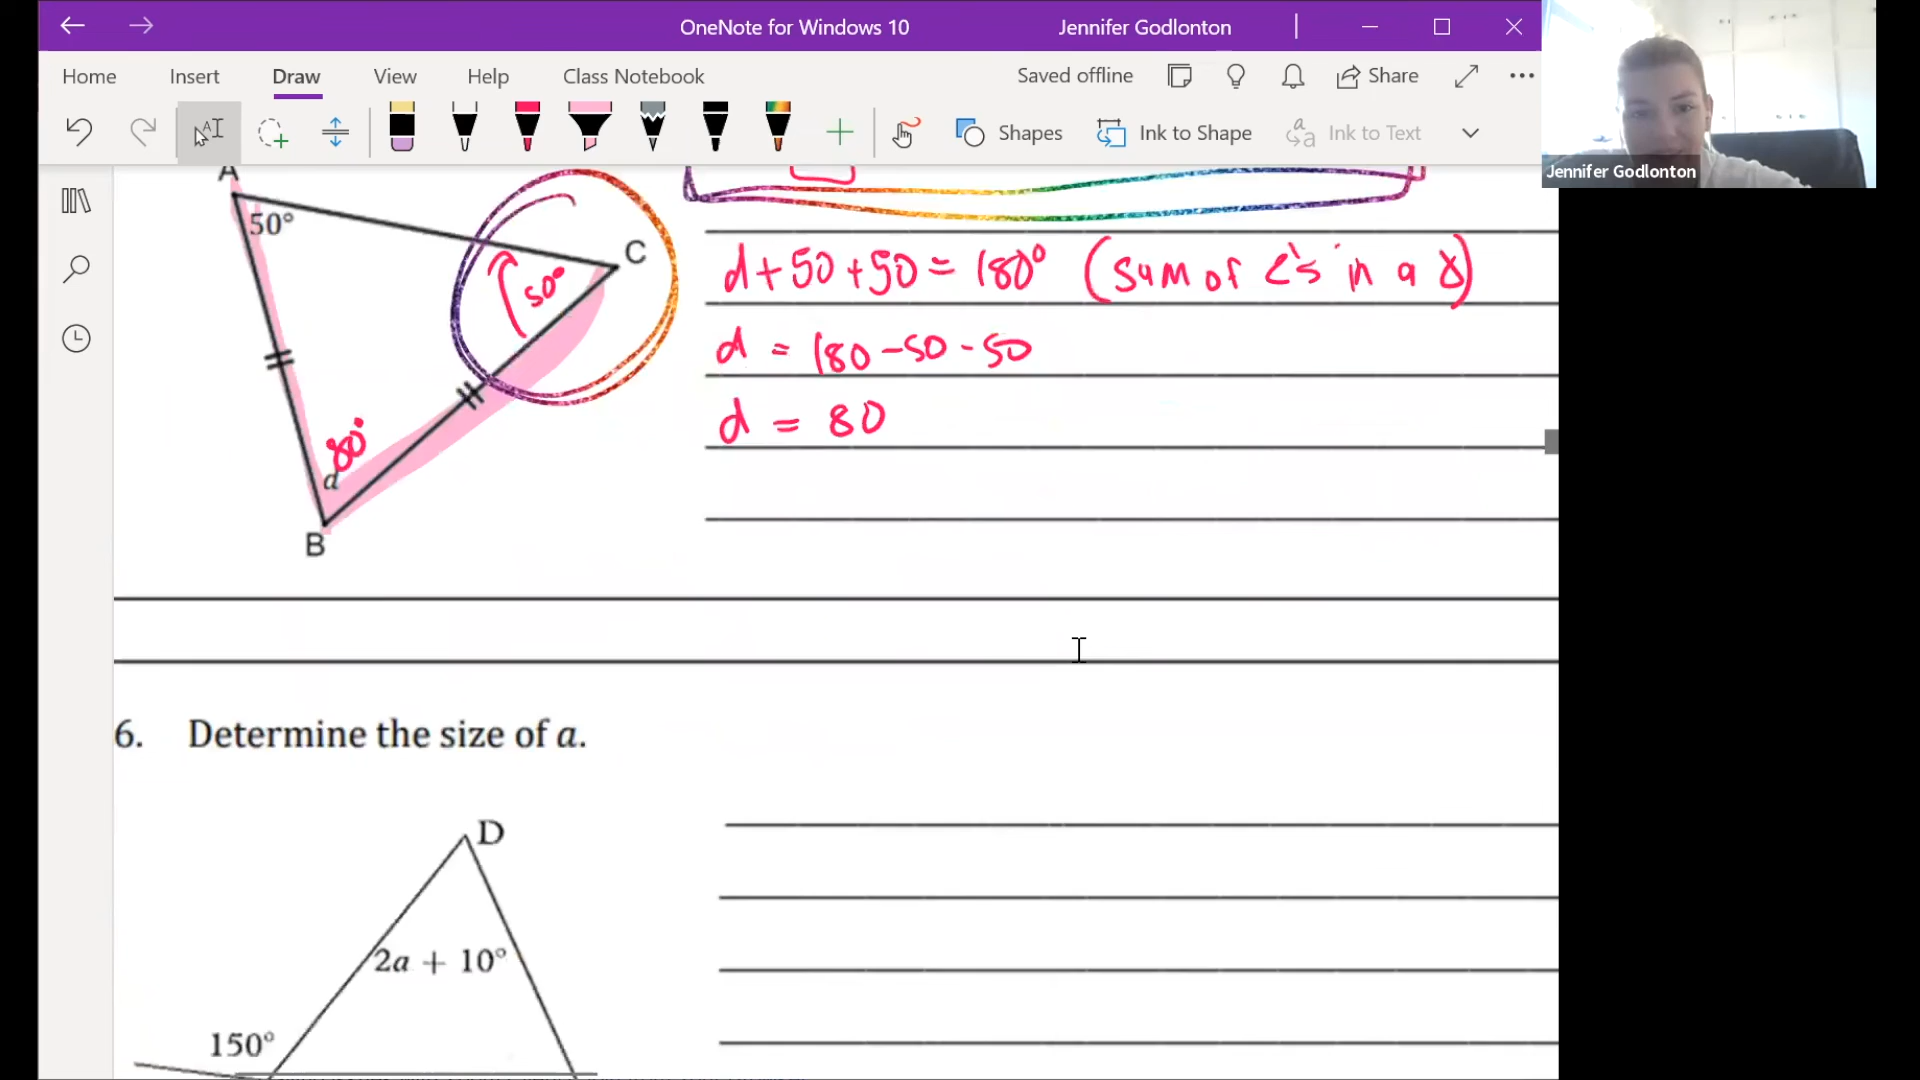 OneNote for Windows 10 Jennifer Godlonton
Home Insert Draw View Help Class Notebook Saved offline Share
Shapes Ink to Shape Ink to Text
Jennifer Godlonton
A
50°
C
50°
d+50+50=180° (sum of <'s in a Δ)
d = 180-50-50
d = 80
80°
d
B
6. Determine the size of a.
D
2a + 10°
150°